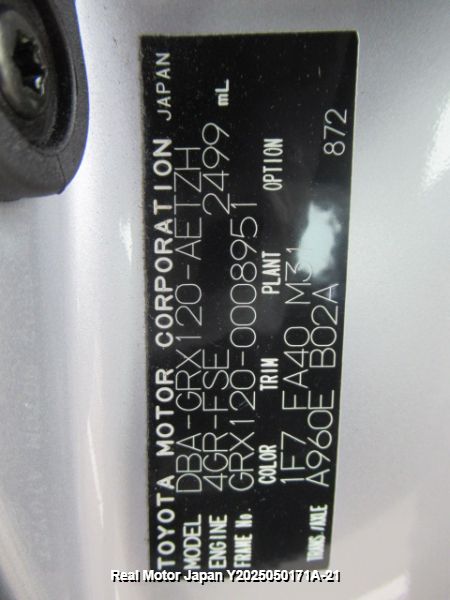 TOYOTA MOTOR CORPORATION JAPAN
MODEL DBA-GRX120-AETZH
ENGINE 4GR-FSE 2499 mL
FRAME No. GRX120-0008951
COLOR TRIM PLANT OPTION
1F7 FA40 M31
TRANS./AXLE A960E B02A 872
Real Motor Japan Y2025050171A-21